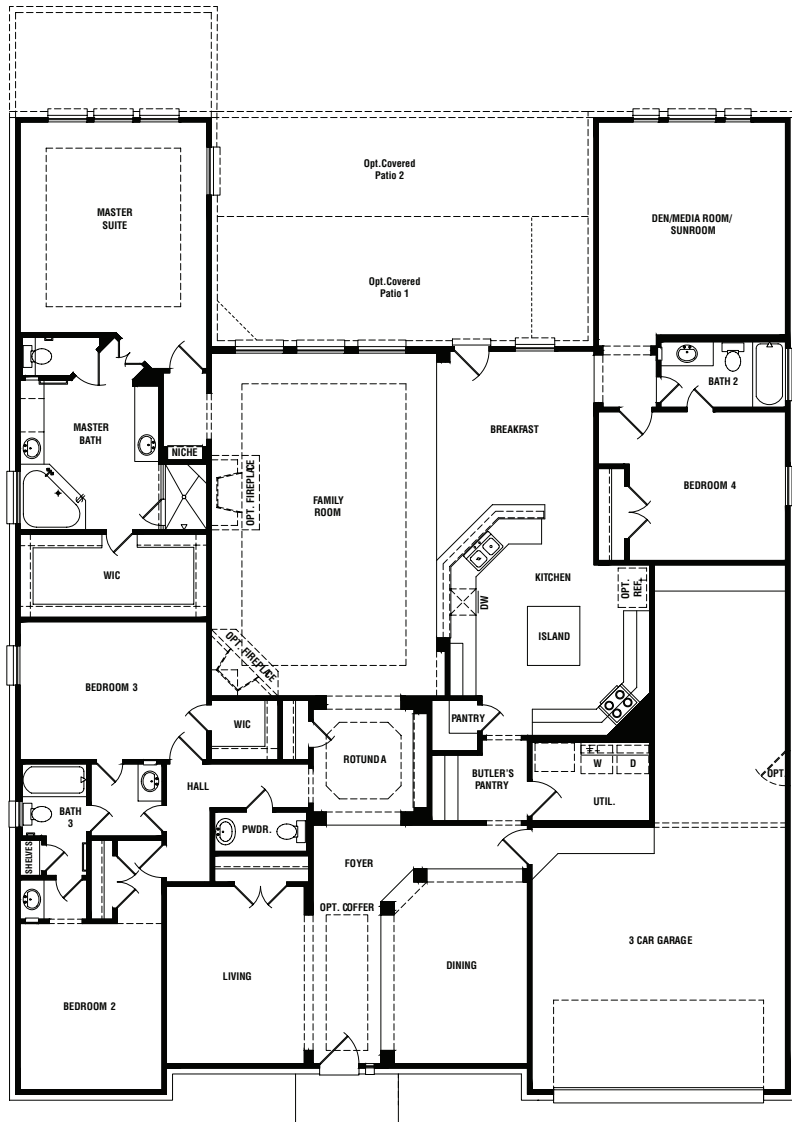 Opt.Covered
Patio 2
MASTER
SUITE
DEN/MEDIA ROOM/
SUNROOM
Opt.Covered
Patio 1
BATH 2
MASTER
BATH
BREAKFAST
NICHE
OPT. FIREPLACE
FAMILY
ROOM
BEDROOM 4
WIC
KITCHEN
OPT.
REF.
DW
ISLAND
OPT. FIREPLACE
BEDROOM 3
WIC
PANTRY
ROTUNDA
W
D
OPT.
HALL
BUTLER'S
PANTRY
UTIL.
BATH
3
PWDR.
SHELVES
FOYER
OPT. COFFER
3 CAR GARAGE
LIVING
DINING
BEDROOM 2